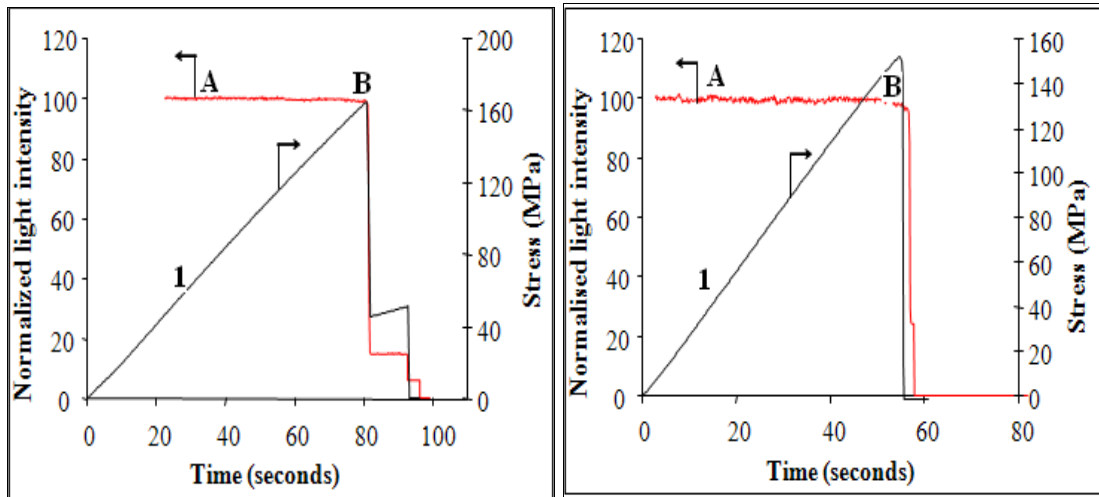 Normalized light intensity
120
100
80
60
40
20
0
A
B
1
200
160
120
80
40
0
Stress (MPa)
0 20 40 60 80 100
Time (seconds)
Normalised light intensity
120
100
80
60
40
20
0
A
B
1
160
140
120
100
80
60
40
20
0
Stress (MPa)
0 20 40 60 80
Time (seconds)